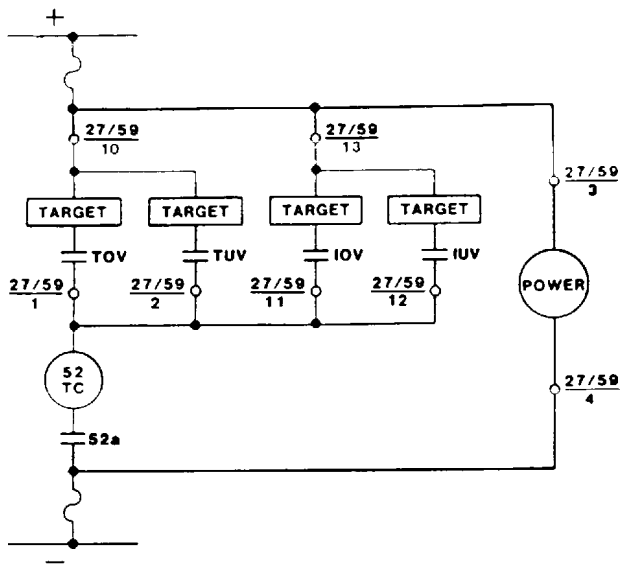 +
27/59
10
27/59
13
27/59
3
TARGET
TARGET
TARGET
TARGET
TOV
TUV
IOV
IUV
27/59
1
27/59
2
27/59
11
27/59
12
POWER
52
TC
27/59
4
52a
−